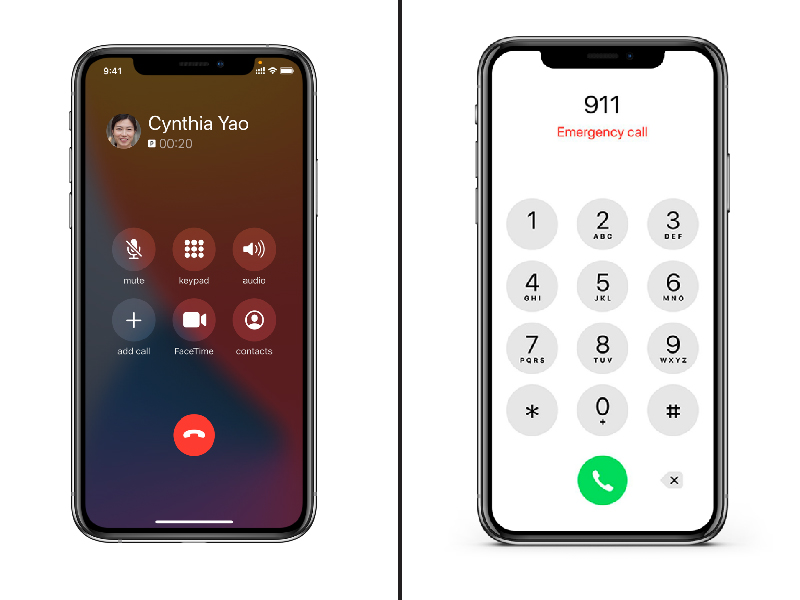 9:41
Cynthia Yao
P 00:20
mute keypad audio
add call FaceTime contacts
911
Emergency call
1 2 3
ABC DEF
4 5 6
GHI JKL MNO
7 8 9
PQRS TUV WXYZ
* 0 #
+